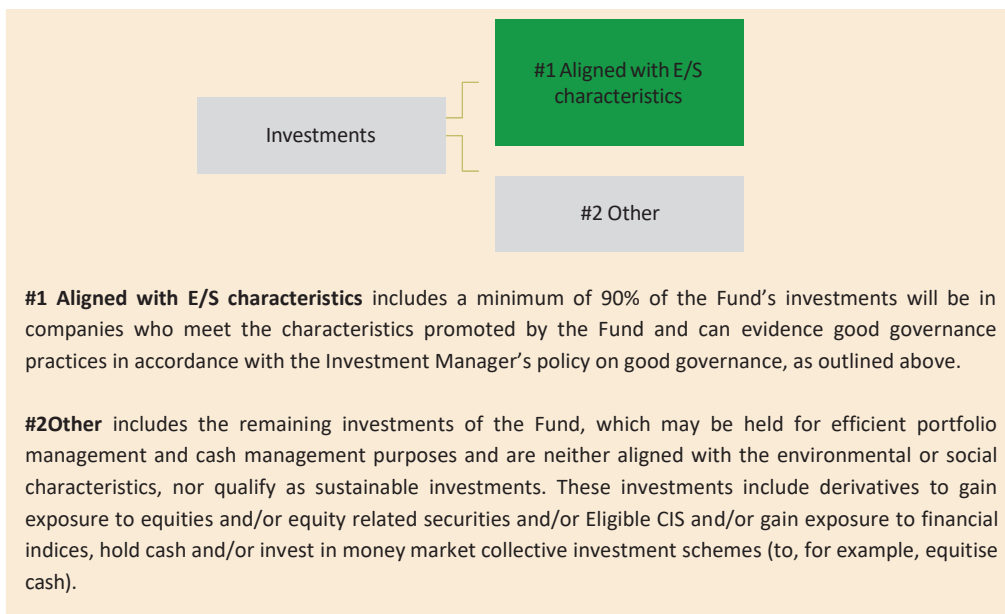 #1 Aligned with E/S
characteristics
Investments
#2 Other
#1 Aligned with E/S characteristics includes a minimum of 90% of the Fund’s investments will be in
companies who meet the characteristics promoted by the Fund and can evidence good governance
practices in accordance with the Investment Manager’s policy on good governance, as outlined above.
#2Other includes the remaining investments of the Fund, which may be held for efficient portfolio
management and cash management purposes and are neither aligned with the environmental or social
characteristics, nor qualify as sustainable investments. These investments include derivatives to gain
exposure to equities and/or equity related securities and/or Eligible CIS and/or gain exposure to financial
indices, hold cash and/or invest in money market collective investment schemes (to, for example, equitise
cash).